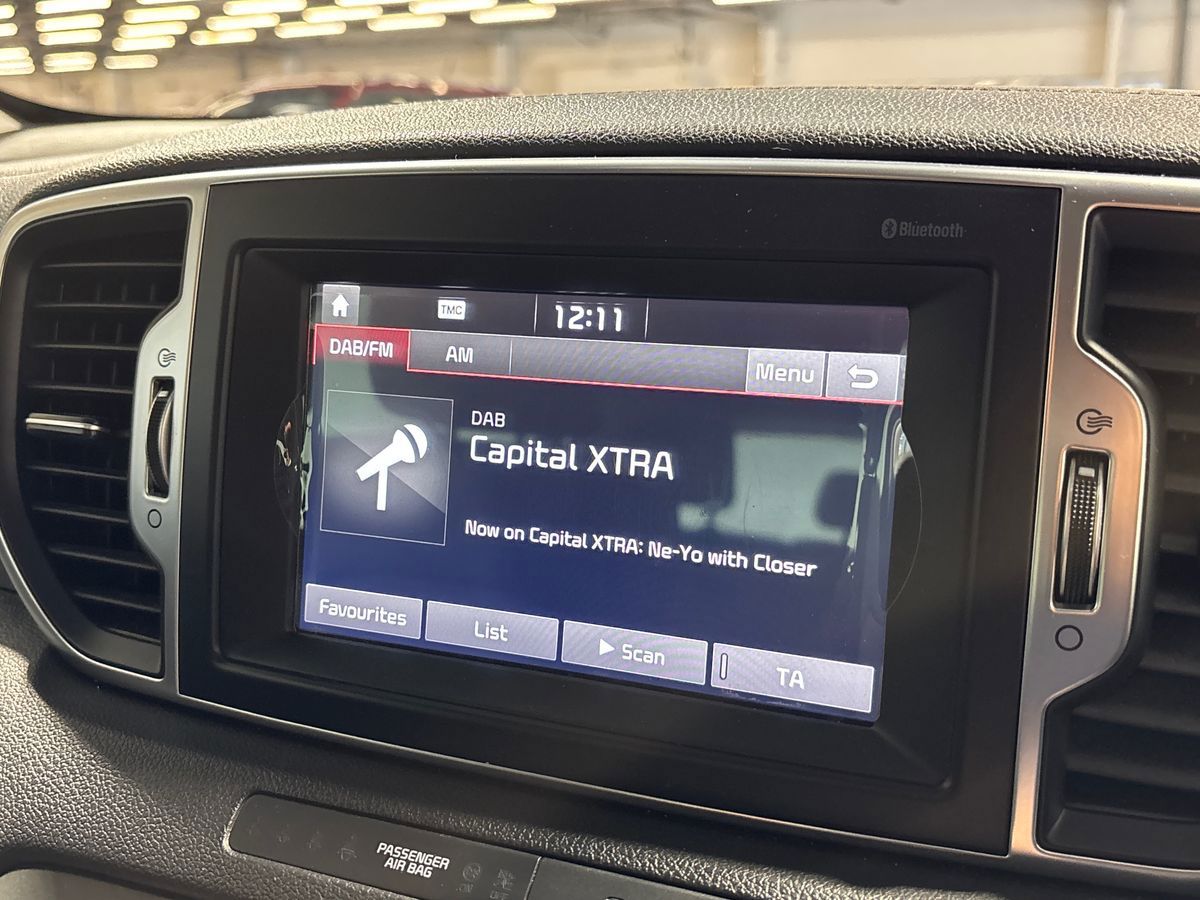 Bluetooth
TMC
12:11
DAB/FM
AM
Menu
DAB
Capital XTRA
Now on Capital XTRA: Ne-Yo with Closer
Favourites
List
Scan
TA
PASSENGER
AIR BAG